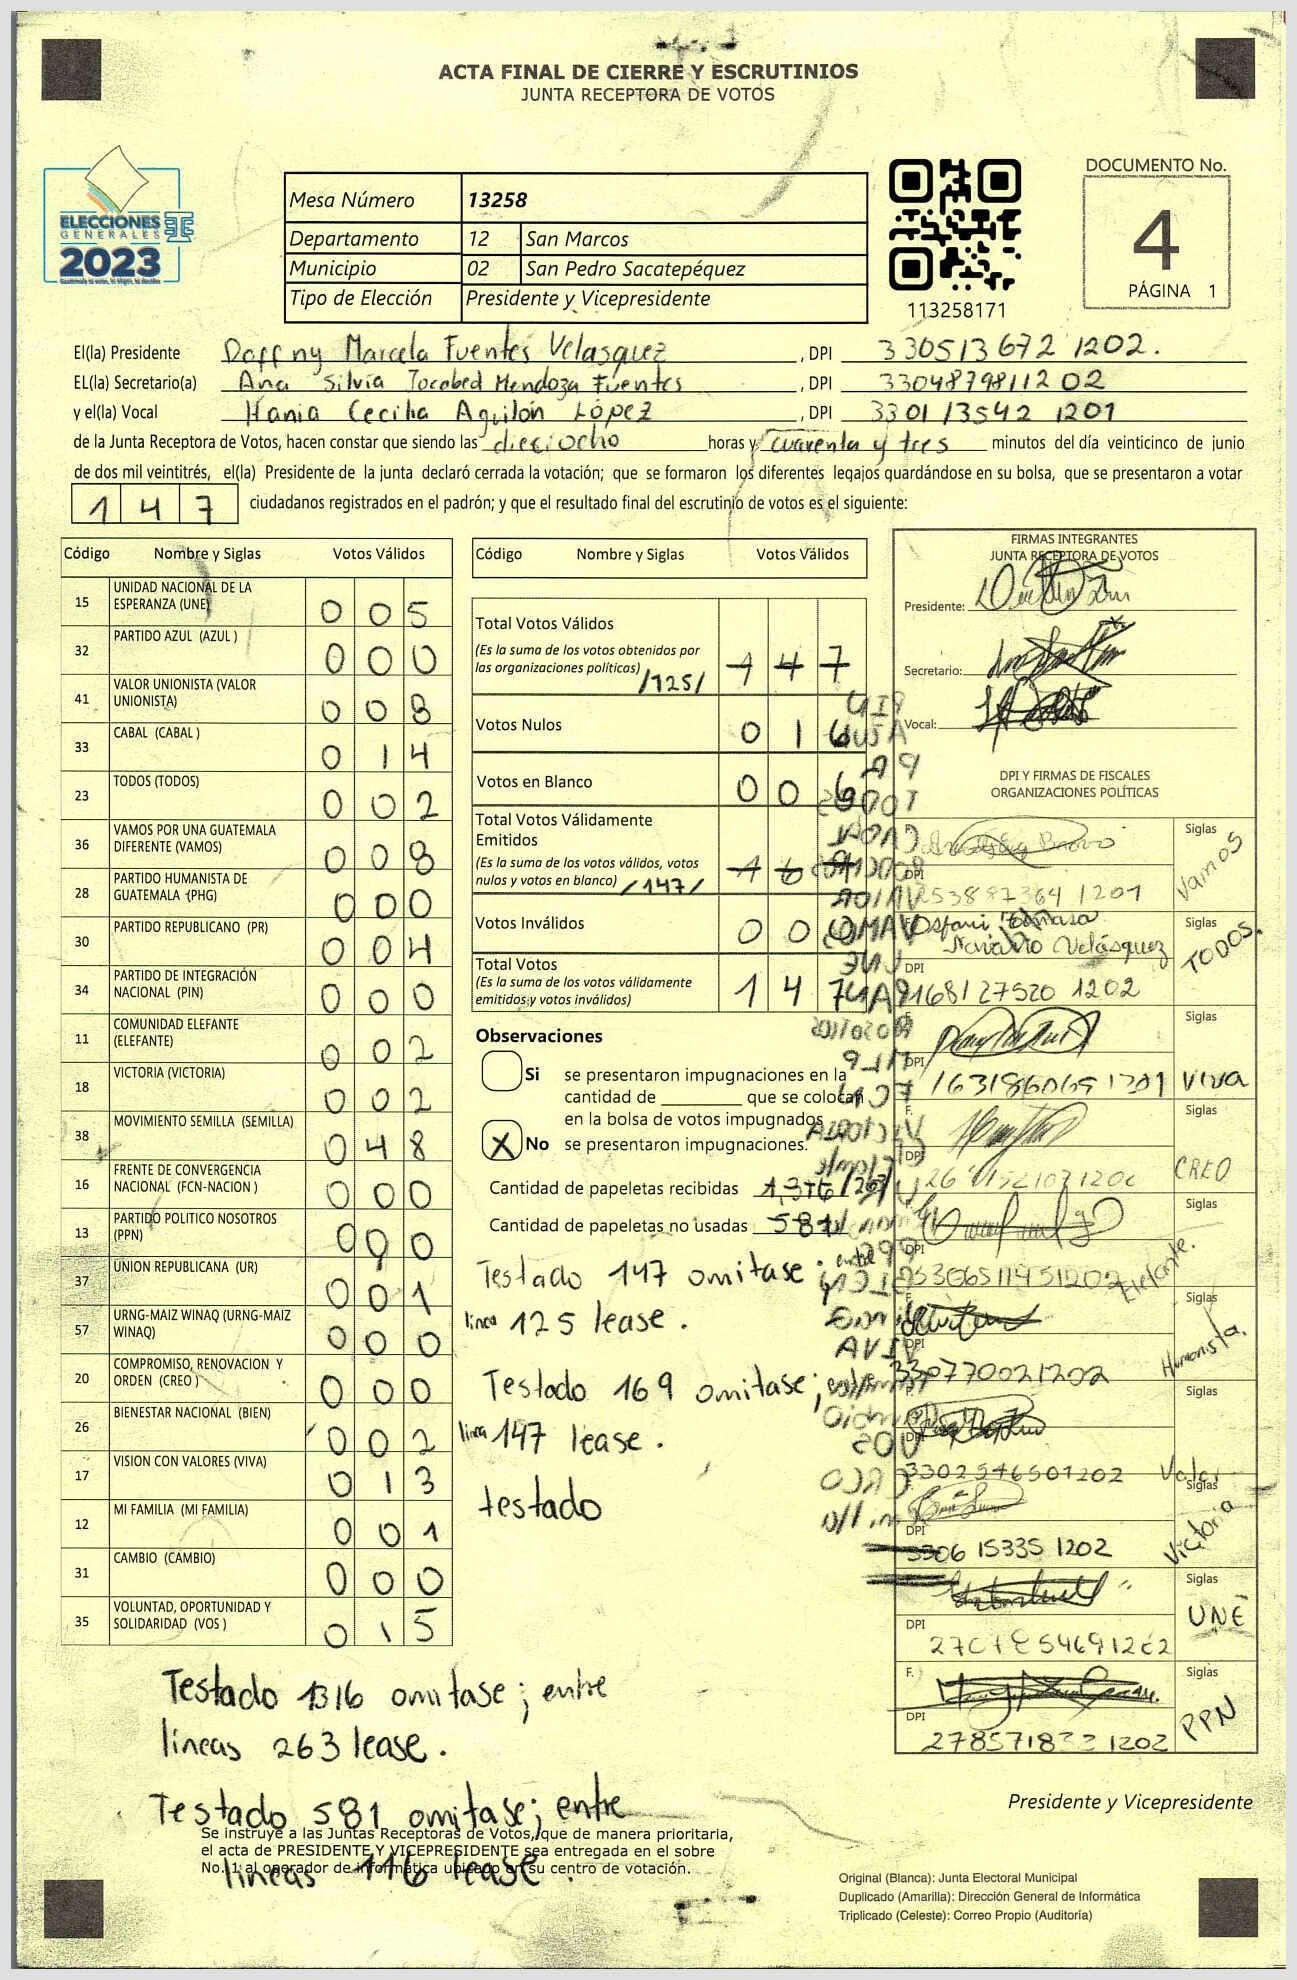 ACTA FINAL DE CIERRE Y ESCRUTINIOS
JUNTA RECEPTORA DE VOTOS
ELECCIONES
GENERALES
2023
Mesa Número 13258
Departamento 12 San Marcos
Municipio 02 San Pedro Sacatepéquez
Tipo de Elección Presidente y Vicepresidente
113258171
DOCUMENTO No.
4
PÁGINA 1
El(la) Presidente Daffny Marcela Fuentes Velasquez, DPI 330513672 1202.
EL(la) Secretario(a) Ana Silvia Jocabed Mendoza Fuentes, DPI 3304879811202
y el(la) Vocal Hania Cecilia Aguilón López, DPI 330113542 1201
de la Junta Receptora de Votos, hacen constar que siendo las dieciocho horas y cuarenta y tres minutos del día veinticinco de junio
de dos mil veintitrés, el(la) Presidente de la junta declaró cerrada la votación; que se formaron los diferentes legajos guardándose en su bolsa, que se presentaron a votar
147 ciudadanos registrados en el padrón; y que el resultado final del escrutinio de votos es el siguiente:
Código Nombre y Siglas Votos Válidos
15 UNIDAD NACIONAL DE LA ESPERANZA (UNE) 005
32 PARTIDO AZUL (AZUL ) 000
41 VALOR UNIONISTA (VALOR UNIONISTA) 008
33 CABAL (CABAL ) 014
23 TODOS (TODOS) 002
36 VAMOS POR UNA GUATEMALA DIFERENTE (VAMOS) 008
28 PARTIDO HUMANISTA DE GUATEMALA (PHG) 000
30 PARTIDO REPUBLICANO (PR) 004
34 PARTIDO DE INTEGRACIÓN NACIONAL (PIN) 000
11 COMUNIDAD ELEFANTE (ELEFANTE) 002
18 VICTORIA (VICTORIA) 002
38 MOVIMIENTO SEMILLA (SEMILLA) 048
16 FRENTE DE CONVERGENCIA NACIONAL (FCN-NACION ) 000
13 PARTIDO POLITICO NOSOTROS (PPN) 000
37 UNION REPUBLICANA (UR) 001
57 URNG-MAIZ WINAQ (URNG-MAIZ WINAQ) 000
20 COMPROMISO, RENOVACION Y ORDEN (CREO ) 000
26 BIENESTAR NACIONAL (BIEN) 002
17 VISION CON VALORES (VIVA) 013
12 MI FAMILIA (MI FAMILIA) 001
31 CAMBIO (CAMBIO) 000
35 VOLUNTAD, OPORTUNIDAD Y SOLIDARIDAD (VOS ) 015
Código Nombre y Siglas Votos Válidos
Total Votos Válidos
(Es la suma de los votos obtenidos por
las organizaciones políticas) /125/ 147
Votos Nulos 016
Votos en Blanco 006
Total Votos Válidamente
Emitidos
(Es la suma de los votos válidos, votos
nulos y votos en blanco) /147/ 169
Votos Inválidos 000
Total Votos
(Es la suma de los votos válidamente
emitidos y votos inválidos) 147
Observaciones
Si se presentaron impugnaciones en la
cantidad de ____ que se colocan
en la bolsa de votos impugnados
X No se presentaron impugnaciones.
Cantidad de papeletas recibidas 1,316 /263/
Cantidad de papeletas no usadas 581
Testado 147 omitase; entre
linea 125 lease.
Testado 169 omitase;
linea 147 lease.
testado
Testado 1316 omitase; entre
lineas 263 lease.
Testado 581 omitase; entre
lineas 116 lease.
Se instruye a las Juntas Receptoras de Votos, que de manera prioritaria,
el acta de PRESIDENTE Y VICEPRESIDENTE sea entregada en el sobre
No. 1 al operador de informática ubicado en su centro de votación.
FIRMAS INTEGRANTES
JUNTA RECEPTORA DE VOTOS
Presidente:
Secretario:
Vocal:
DPI Y FIRMAS DE FISCALES
ORGANIZACIONES POLÍTICAS
Siglas Vamos
DPI 1201
Siglas TODOS.
Navarro Velásquez
DPI 168127520 1202
Siglas VIVA
DPI
F. Siglas CREO
DPI
Siglas Elefante.
DPI
F. Siglas Humanista.
DPI 330770021202
F. Siglas Valor
DPI 3302546501202
Siglas Victoria
DPI 3306 15335 1202
Siglas UNE
DPI
F. Siglas PPN
DPI
Presidente y Vicepresidente
Original (Blanca): Junta Electoral Municipal
Duplicado (Amarilla): Dirección General de Informática
Triplicado (Celeste): Correo Propio (Auditoría)